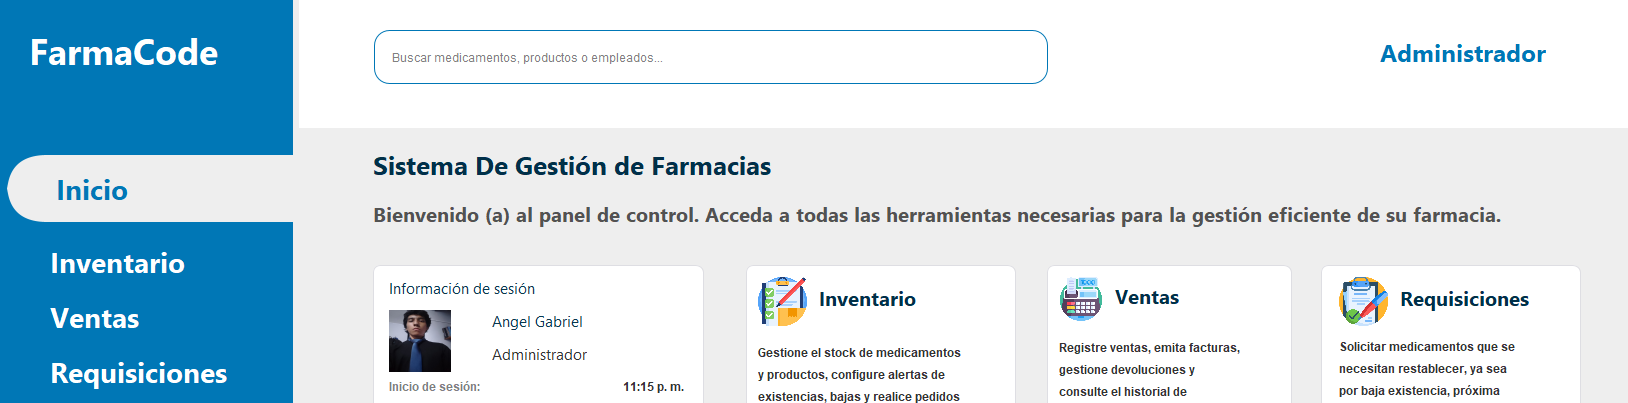 FarmaCode
Buscar medicamentos, productos o empleados...
Administrador
Inicio
Inventario
Ventas
Requisiciones
Sistema De Gestión de Farmacias
Bienvenido (a) al panel de control. Acceda a todas las herramientas necesarias para la gestión eficiente de su farmacia.
Información de sesión
Angel Gabriel
Administrador
Inicio de sesión: 11:15 p. m.
Inventario
Gestione el stock de medicamentos
y productos, configure alertas de
existencias, bajas y realice pedidos
Ventas
Registre ventas, emita facturas,
gestione devoluciones y
consulte el historial de
Requisiciones
Solicitar medicamentos que se
necesitan restablecer, ya sea
por baja existencia, próxima